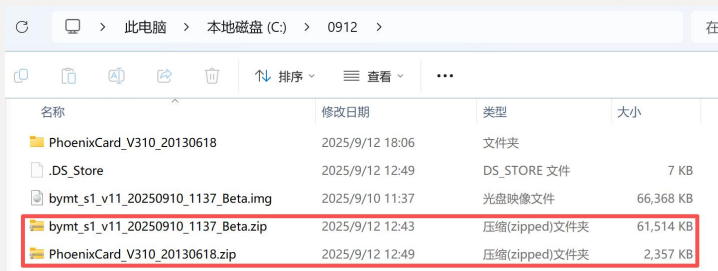 此电脑 > 本地磁盘 (C:) > 0912 > 在
排序 查看 ...
名称 修改日期 类型 大小
PhoenixCard_V310_20130618 2025/9/12 18:06 文件夹
.DS_Store 2025/9/12 12:49 DS_STORE 文件 7 KB
bymt_s1_v11_20250910_1137_Beta.img 2025/9/10 11:37 光盘映像文件 66,368 KB
bymt_s1_v11_20250910_1137_Beta.zip 2025/9/12 12:43 压缩(zipped)文件夹 61,514 KB
PhoenixCard_V310_20130618.zip 2025/9/12 12:49 压缩(zipped)文件夹 2,357 KB